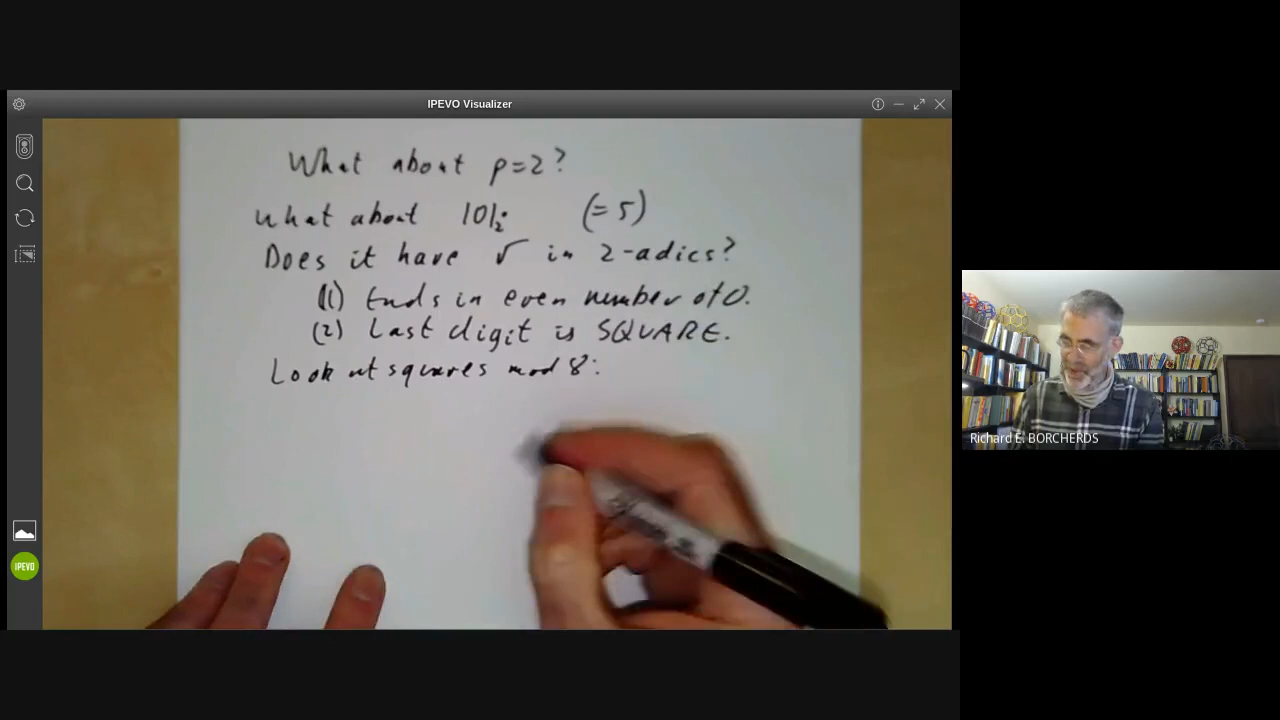 IPEVO Visualizer
What about p=2?
What about 101₂: (= 5)
Does it have √ in 2-adics?
(1) Ends in even number of 0.
(2) Last digit is SQUARE.
Look at squares mod 8:
Richard E. BORCHERDS
IPEVO